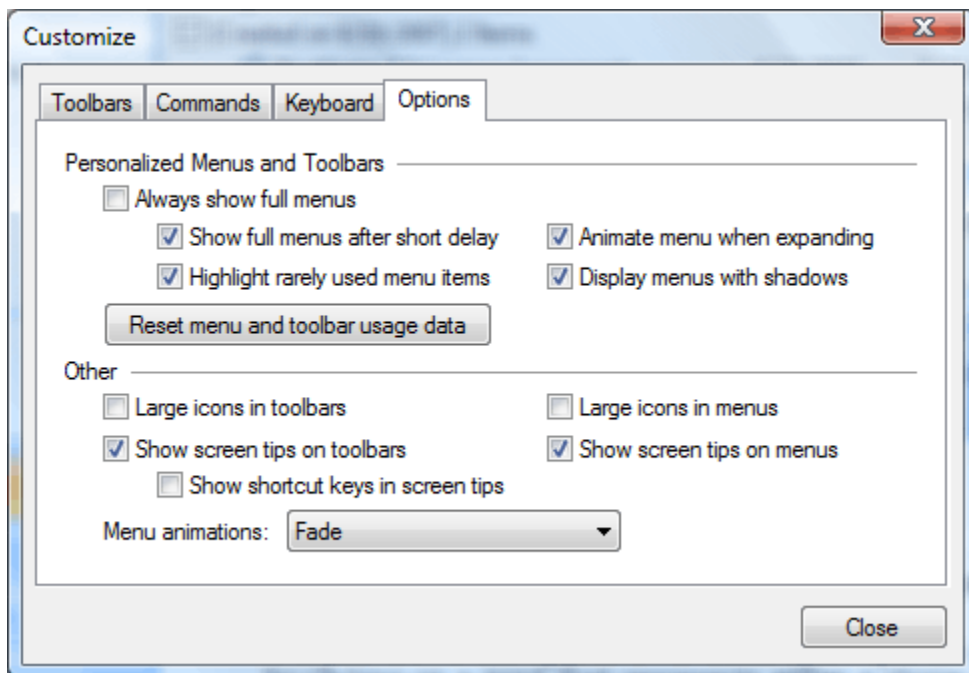 Customize
Toolbars Commands Keyboard Options
Personalized Menus and Toolbars
Always show full menus
Show full menus after short delay Animate menu when expanding
Highlight rarely used menu items Display menus with shadows
Reset menu and toolbar usage data
Other
Large icons in toolbars Large icons in menus
Show screen tips on toolbars Show screen tips on menus
Show shortcut keys in screen tips
Menu animations: Fade
Close